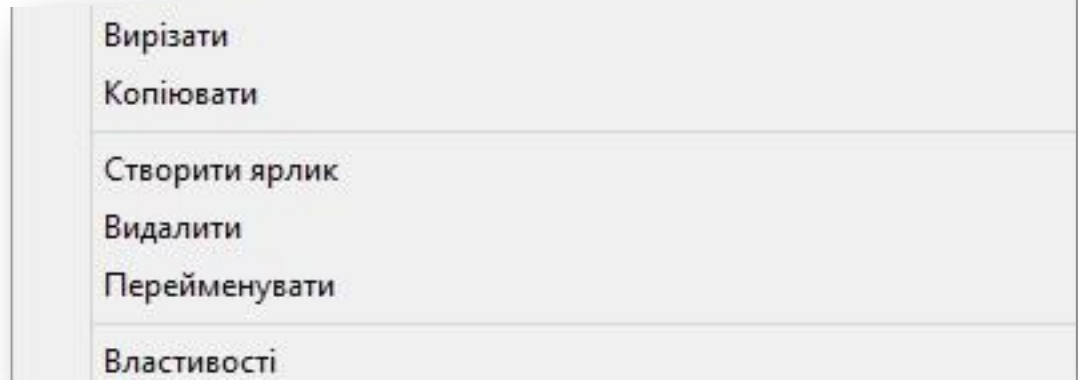 Вирізати
Копіювати
Створити ярлик
Видалити
Перейменувати
Властивості